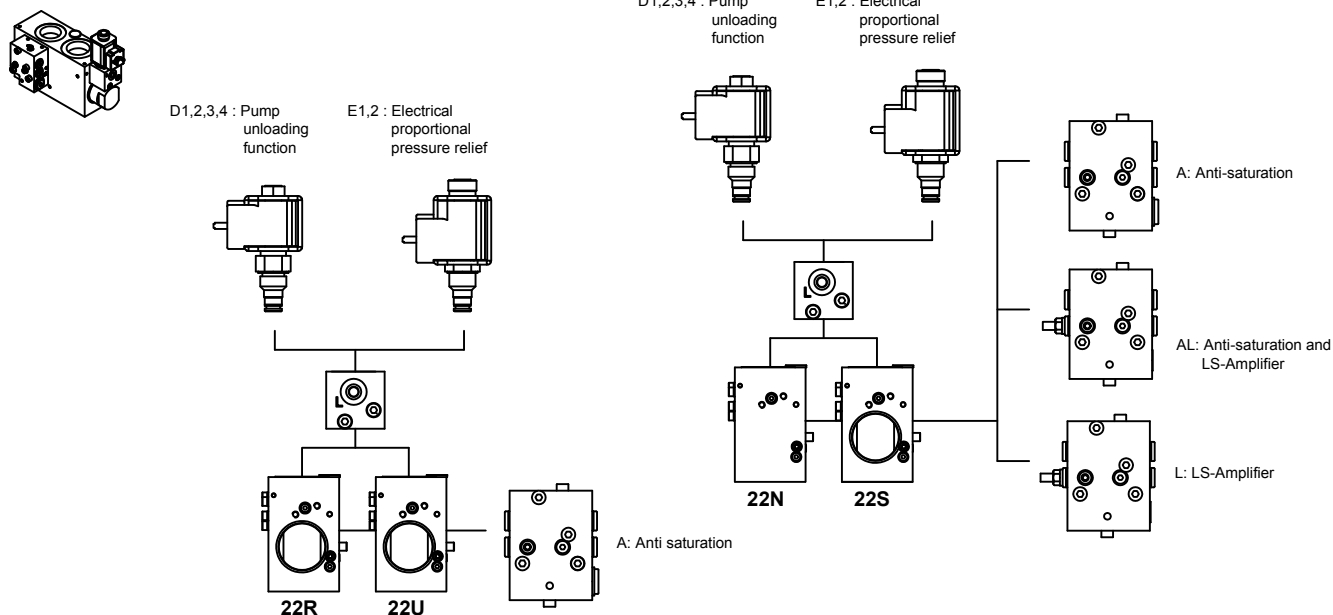 D1,2,3,4 : Pump
unloading
function
E1,2 : Electrical
proportional
pressure relief
D1,2,3,4 : Pump
unloading
function
E1,2 : Electrical
proportional
pressure relief
L
22R
22U
A: Anti saturation
L
22N
22S
A: Anti-saturation
AL: Anti-saturation and
LS-Amplifier
L: LS-Amplifier